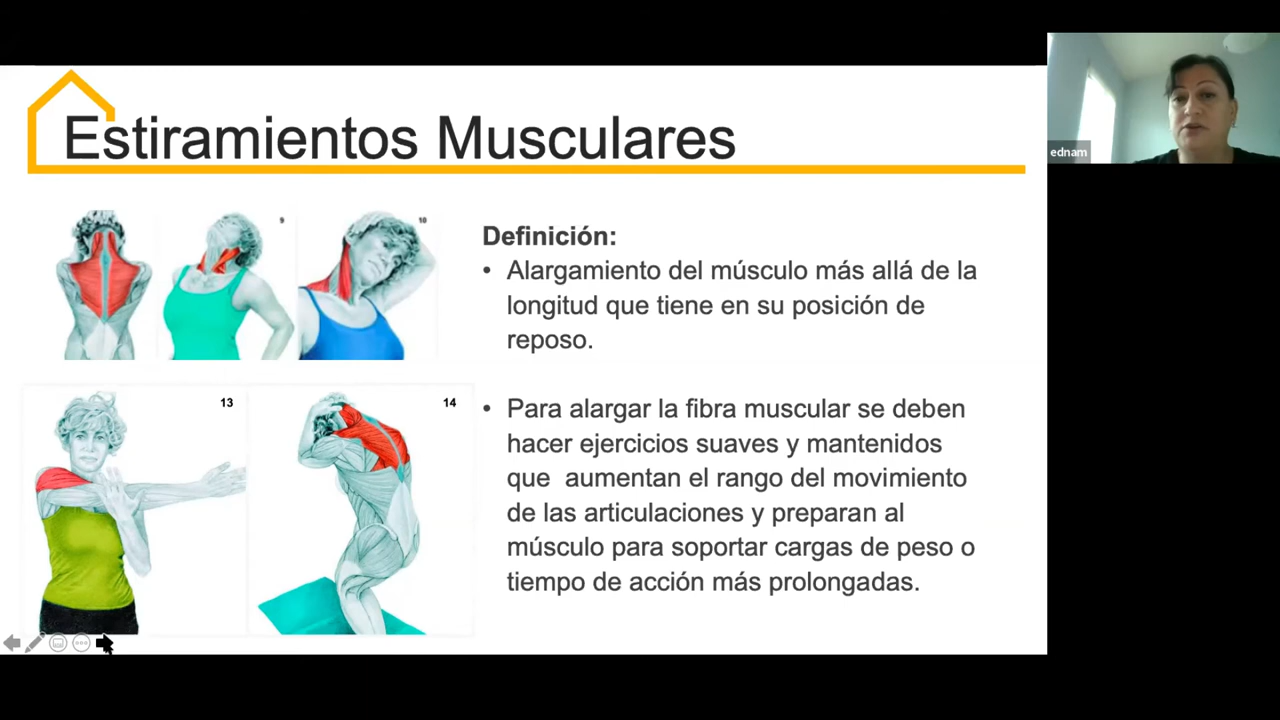 Estiramientos Musculares
ednam
9
10
Definición:
• Alargamiento del músculo más allá de la
longitud que tiene en su posición de
reposo.
13
14
• Para alargar la fibra muscular se deben
hacer ejercicios suaves y mantenidos
que  aumentan el rango del movimiento
de las articulaciones y preparan al
músculo para soportar cargas de peso o
tiempo de acción más prolongadas.